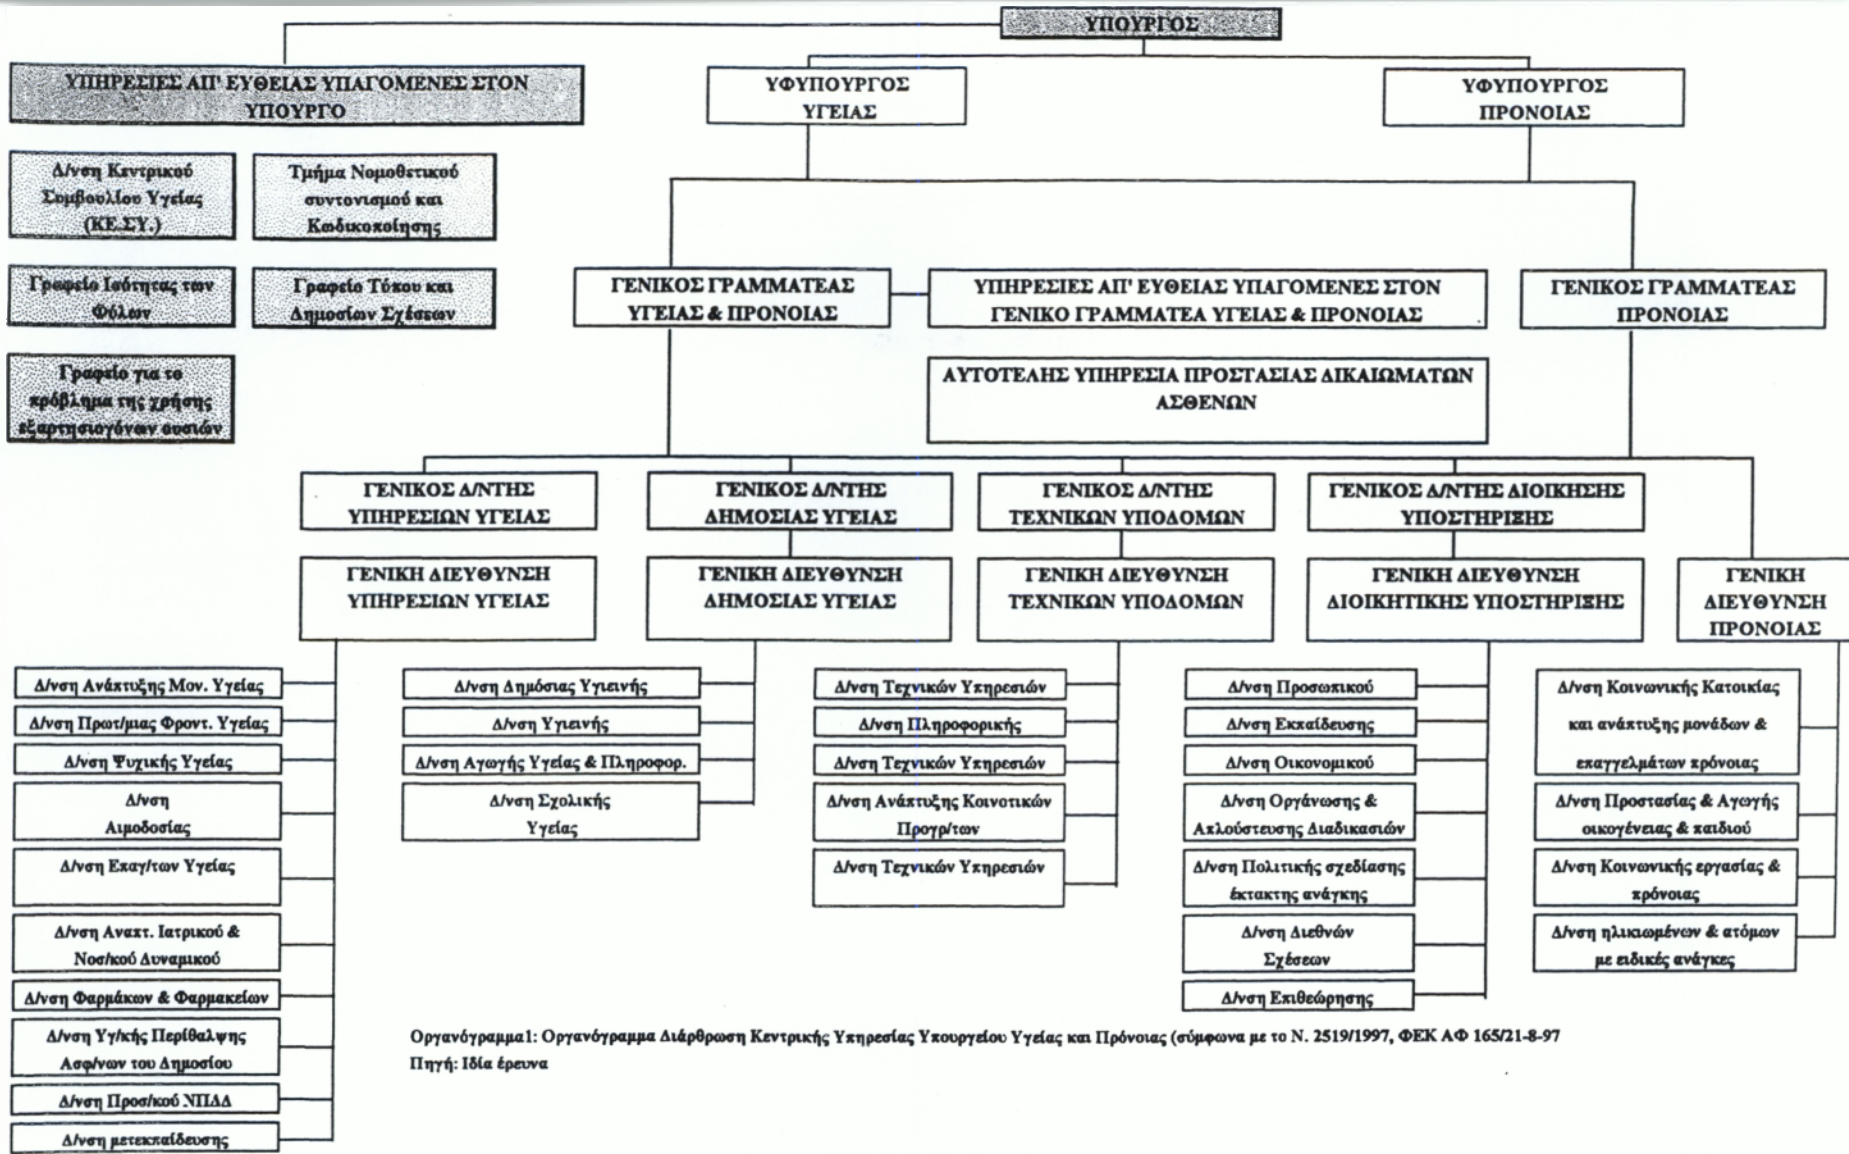 ΥΠΟΥΡΓΟΣ
ΥΠΗΡΕΣΙΕΣ ΑΠ' ΕΥΘΕΙΑΣ ΥΠΑΓΟΜΕΝΕΣ ΣΤΟΝ
ΥΠΟΥΡΓΟ
ΥΦΥΠΟΥΡΓΟΣ
ΥΓΕΙΑΣ
ΥΦΥΠΟΥΡΓΟΣ
ΠΡΟΝΟΙΑΣ
Δ/νση Κεντρικού
Συμβουλίου Υγείας
(ΚΕ.ΣΥ.)
Τμήμα Νομοθετικού
συντονισμού και
Κωδικοποίησης
Γραφείο Ισότητας των
Φύλων
Γραφείο Τύπου και
Δημοσίων Σχέσεων
Γραφείο για το
πρόβλημα της χρήσης
εξαρτησιογόνων ουσιών
ΓΕΝΙΚΟΣ ΓΡΑΜΜΑΤΕΑΣ
ΥΓΕΙΑΣ & ΠΡΟΝΟΙΑΣ
ΥΠΗΡΕΣΙΕΣ ΑΠ' ΕΥΘΕΙΑΣ ΥΠΑΓΟΜΕΝΕΣ ΣΤΟΝ
ΓΕΝΙΚΟ ΓΡΑΜΜΑΤΕΑ ΥΓΕΙΑΣ & ΠΡΟΝΟΙΑΣ
ΓΕΝΙΚΟΣ ΓΡΑΜΜΑΤΕΑΣ
ΠΡΟΝΟΙΑΣ
ΑΥΤΟΤΕΛΗΣ ΥΠΗΡΕΣΙΑ ΠΡΟΣΤΑΣΙΑΣ ΔΙΚΑΙΩΜΑΤΩΝ
ΑΣΘΕΝΩΝ
ΓΕΝΙΚΟΣ Δ/ΝΤΗΣ
ΥΠΗΡΕΣΙΩΝ ΥΓΕΙΑΣ
ΓΕΝΙΚΟΣ Δ/ΝΤΗΣ
ΔΗΜΟΣΙΑΣ ΥΓΕΙΑΣ
ΓΕΝΙΚΟΣ Δ/ΝΤΗΣ
ΤΕΧΝΙΚΩΝ ΥΠΟΔΟΜΩΝ
ΓΕΝΙΚΟΣ Δ/ΝΤΗΣ ΔΙΟΙΚΗΣΗΣ
ΥΠΟΣΤΗΡΙΞΗΣ
ΓΕΝΙΚΗ ΔΙΕΥΘΥΝΣΗ
ΥΠΗΡΕΣΙΩΝ ΥΓΕΙΑΣ
ΓΕΝΙΚΗ ΔΙΕΥΘΥΝΣΗ
ΔΗΜΟΣΙΑΣ ΥΓΕΙΑΣ
ΓΕΝΙΚΗ ΔΙΕΥΘΥΝΣΗ
ΤΕΧΝΙΚΩΝ ΥΠΟΔΟΜΩΝ
ΓΕΝΙΚΗ ΔΙΕΥΘΥΝΣΗ
ΔΙΟΙΚΗΤΙΚΗΣ ΥΠΟΣΤΗΡΙΞΗΣ
ΓΕΝΙΚΗ
ΔΙΕΥΘΥΝΣΗ
ΠΡΟΝΟΙΑΣ
Δ/νση Ανάπτυξης Μον. Υγείας
Δ/νση Πρωτ/μιας Φροντ. Υγείας
Δ/νση Ψυχικής Υγείας
Δ/νση
Αιμοδοσίας
Δ/νση Επαγ/των Υγείας
Δ/νση Αναπτ. Ιατρικού &
Νοσ/κού Δυναμικού
Δ/νση Φαρμάκων & Φαρμακείων
Δ/νση Υγ/κής Περίθαλψης
Ασφ/νων του Δημοσίου
Δ/νση Προσ/κού ΝΠΔΔ
Δ/νση μετεκπαίδευσης
Δ/νση Δημόσιας Υγιεινής
Δ/νση Υγιεινής
Δ/νση Αγωγής Υγείας & Πληροφορ.
Δ/νση Σχολικής
Υγείας
Δ/νση Τεχνικών Υπηρεσιών
Δ/νση Πληροφορικής
Δ/νση Τεχνικών Υπηρεσιών
Δ/νση Ανάπτυξης Κοινοτικών
Προγρ/των
Δ/νση Τεχνικών Υπηρεσιών
Δ/νση Προσωπικού
Δ/νση Εκπαίδευσης
Δ/νση Οικονομικού
Δ/νση Οργάνωσης &
Απλούστευσης Διαδικασιών
Δ/νση Πολιτικής σχεδίασης
έκτακτης ανάγκης
Δ/νση Διεθνών
Σχέσεων
Δ/νση Επιθεώρησης
Δ/νση Κοινωνικής Κατοικίας
και ανάπτυξης μονάδων &
επαγγελμάτων πρόνοιας
Δ/νση Προστασίας & Αγωγής
οικογένειας & παιδιού
Δ/νση Κοινωνικής εργασίας &
πρόνοιας
Δ/νση ηλικιωμένων & ατόμων
με ειδικές ανάγκες
Οργανόγραμμα1: Οργανόγραμμα Διάρθρωση Κεντρικής Υπηρεσίας Υπουργείου Υγείας και Πρόνοιας (σύμφωνα με το Ν. 2519/1997, ΦΕΚ ΑΦ 165/21-8-97
Πηγή: Ιδία έρευνα